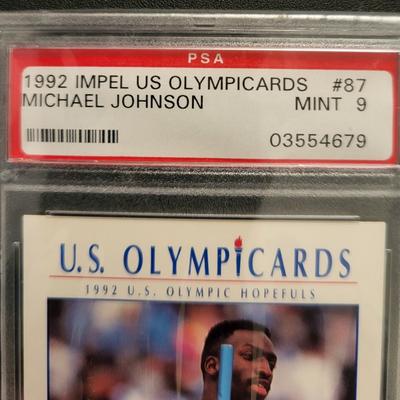 PSA
1992 IMPEL US OLYMPICARDS #87
MICHAEL JOHNSON MINT 9
03554679
U.S. OLYMPICARDS
1992 U.S. OLYMPIC HOPEFULS